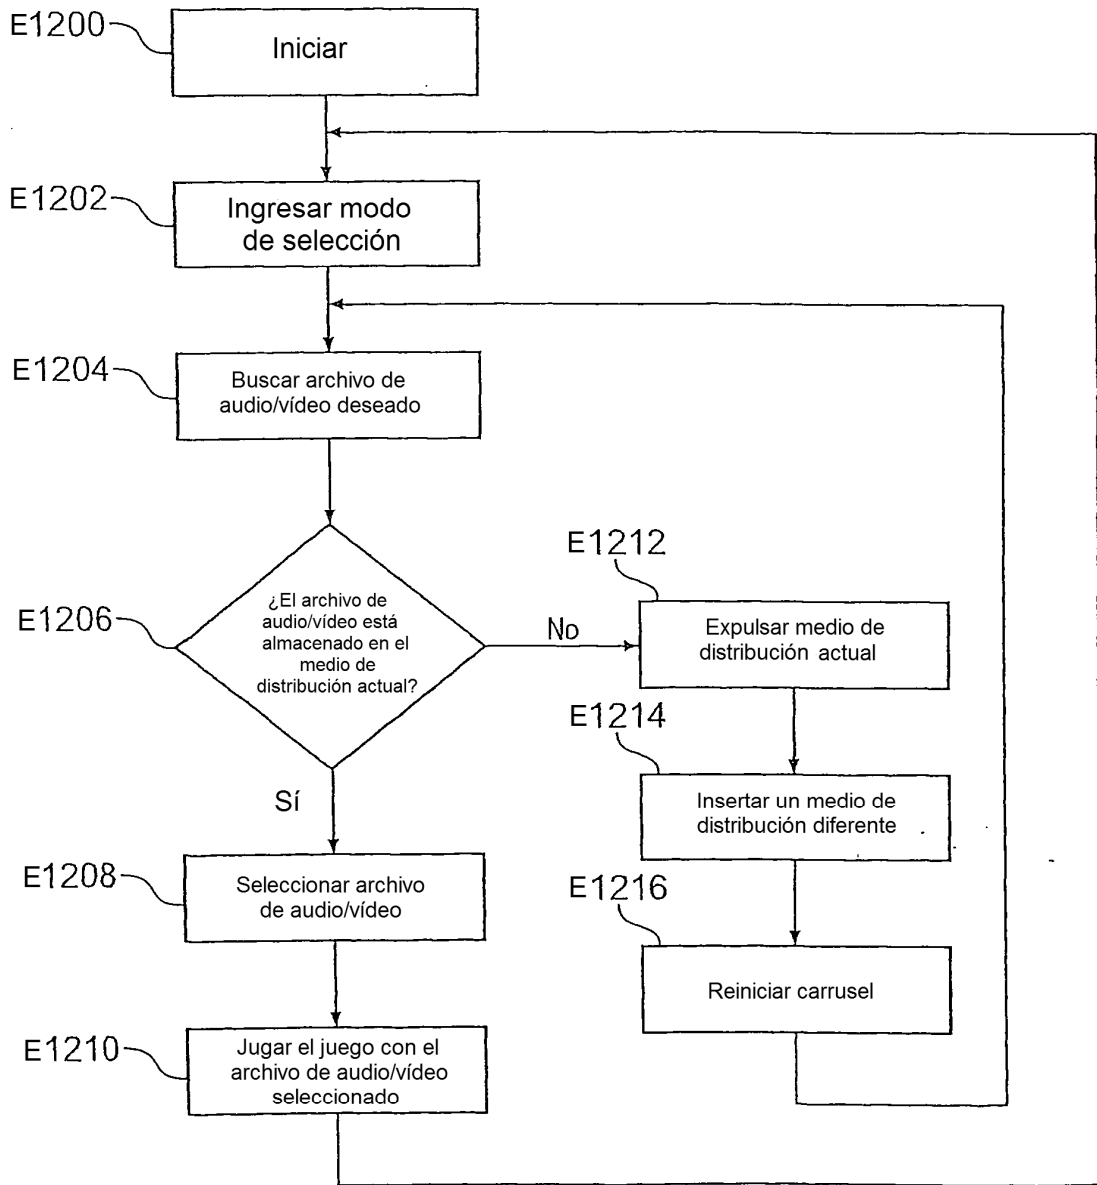 E1200
Iniciar
E1202
Ingresar modo
de selección
E1204
Buscar archivo de
audio/vídeo deseado
E1206
¿El archivo de
audio/vídeo está
almacenado en el
medio de
distribución actual?
No
Sí
E1212
Expulsar medio de
distribución actual
E1214
Insertar un medio de
distribución diferente
E1216
Reiniciar carrusel
E1208
Seleccionar archivo
de audio/vídeo
E1210
Jugar el juego con el
archivo de audio/vídeo
seleccionado